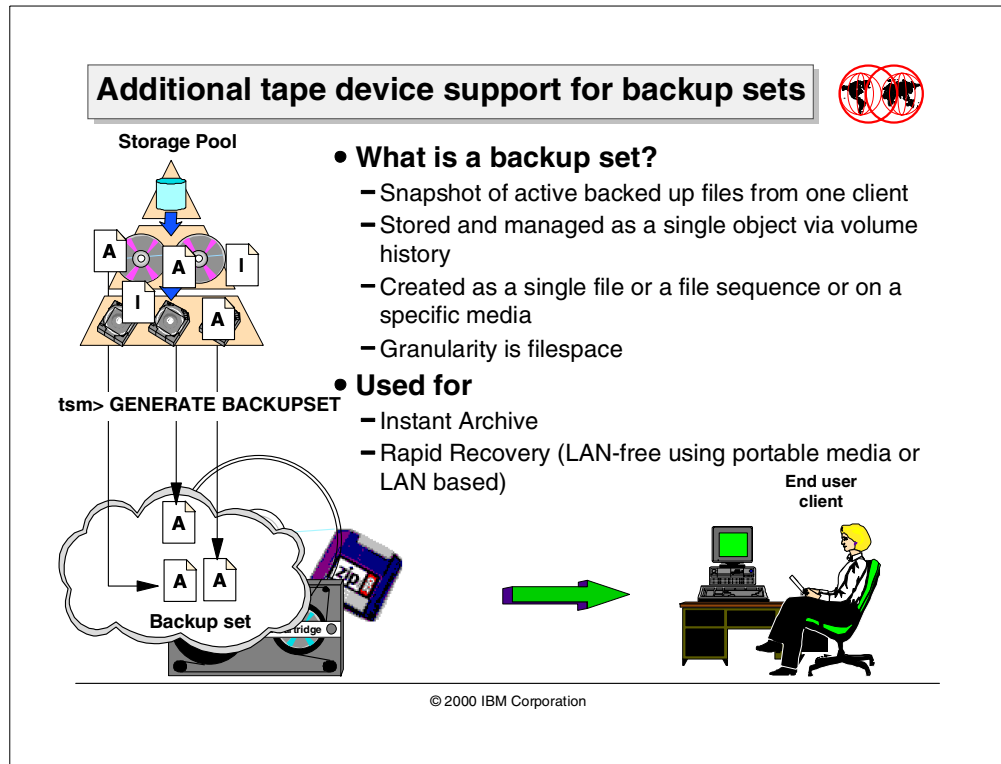 Additional tape device support for backup sets
Storage Pool
A
A
I
I
A
tsm> GENERATE BACKUPSET
A
A
A
Backup set
zip
artridge
• What is a backup set?
– Snapshot of active backed up files from one client
– Stored and managed as a single object via volume
history
– Created as a single file or a file sequence or on a
specific media
– Granularity is filespace
• Used for
– Instant Archive
– Rapid Recovery (LAN-free using portable media or
LAN based)
End user
client
© 2000 IBM Corporation